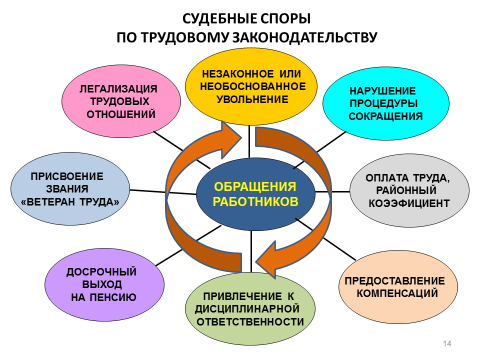 СУДЕБНЫЕ СПОРЫ
ПО ТРУДОВОМУ ЗАКОНОДАТЕЛЬСТВУ
НЕЗАКОННОЕ ИЛИ
НЕОБОСНОВАННОЕ
УВОЛЬНЕНИЕ
ЛЕГАЛИЗАЦИЯ
ТРУДОВЫХ
ОТНОШЕНИЙ
НАРУШЕНИЕ
ПРОЦЕДУРЫ
СОКРАЩЕНИЯ
ПРИСВОЕНИЕ
ЗВАНИЯ
«ВЕТЕРАН ТРУДА»
ОБРАЩЕНИЯ
РАБОТНИКОВ
ОПЛАТА ТРУДА,
РАЙОННЫЙ
КОЭЭФИЦИЕНТ
ДОСРОЧНЫЙ
ВЫХОД
НА ПЕНСИЮ
ПРЕДОСТАВЛЕНИЕ
КОМПЕНСАЦИЙ
ПРИВЛЕЧЕНИЕ К
ДИСЦИПЛИНАРНОЙ
ОТВЕТСТВЕННОСТИ
14